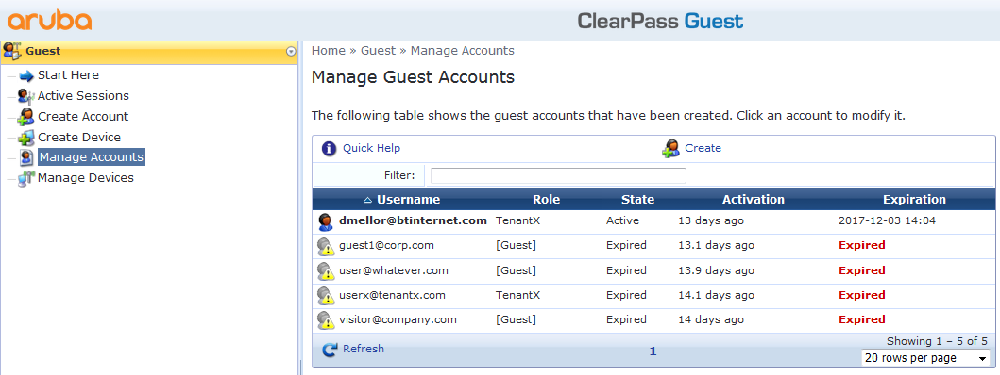 aruba
ClearPass Guest
Guest
Start Here
Active Sessions
Create Account
Create Device
Manage Accounts
Manage Devices
Home » Guest » Manage Accounts
Manage Guest Accounts
The following table shows the guest accounts that have been created. Click an account to modify it.
Quick Help Create
Filter:
Username Role State Activation Expiration
dmellor@btinternet.com TenantX Active 13 days ago 2017-12-03 14:04
guest1@corp.com [Guest] Expired 13.1 days ago Expired
user@whatever.com [Guest] Expired 13.9 days ago Expired
userx@tenantx.com TenantX Expired 14.1 days ago Expired
visitor@company.com [Guest] Expired 14 days ago Expired
Refresh 1 Showing 1 – 5 of 5
20 rows per page